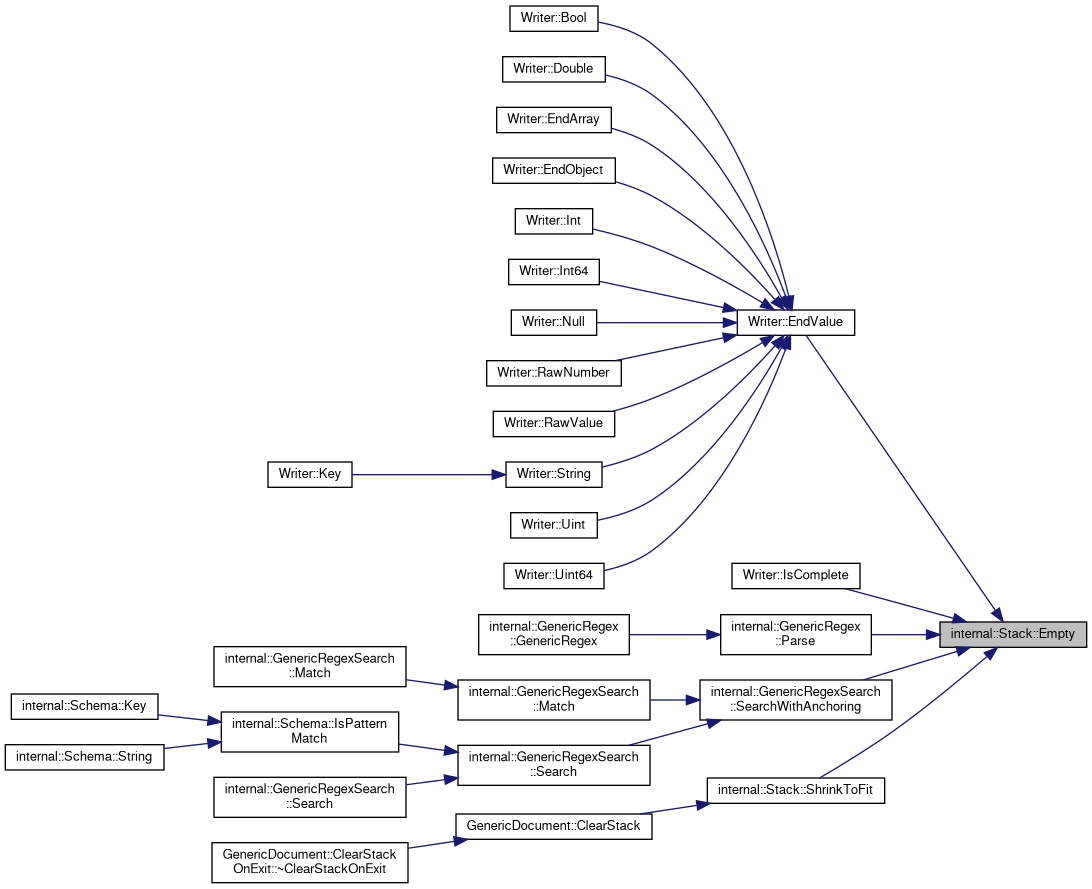 Writer::Bool
Writer::Double
Writer::EndArray
Writer::EndObject
Writer::Int
Writer::Int64
Writer::EndValue
Writer::Null
Writer::RawNumber
Writer::RawValue
Writer::Key
Writer::String
Writer::Uint
Writer::Uint64
Writer::IsComplete
internal::GenericRegex
::GenericRegex
internal::GenericRegex
::Parse
internal::Stack::Empty
internal::GenericRegexSearch
::Match
internal::GenericRegexSearch
::Match
internal::GenericRegexSearch
::SearchWithAnchoring
internal::Schema::Key
internal::Schema::IsPattern
Match
internal::Schema::String
internal::GenericRegexSearch
::Search
internal::GenericRegexSearch
::Search
internal::Stack::ShrinkToFit
GenericDocument::ClearStack
GenericDocument::ClearStack
OnExit::~ClearStackOnExit